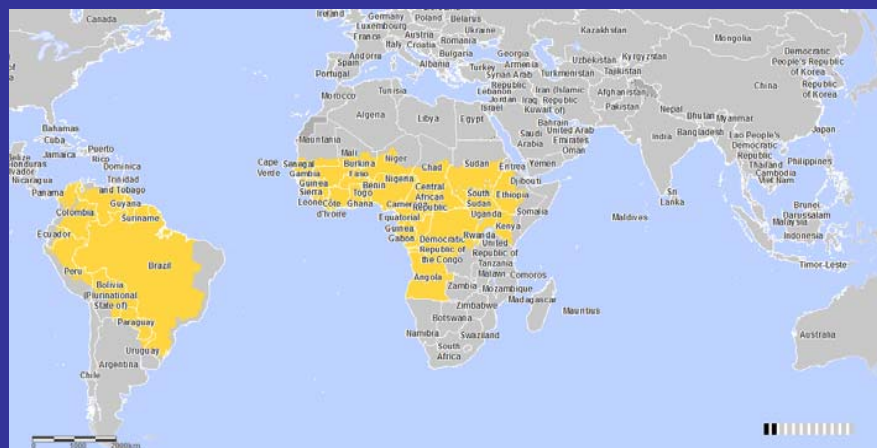 Canada
Ireland
Germany
Poland
Belarus
Luxembourg
Ukraine
Kazakhstan
France
Austria
Romania
Mongolia
Italy
Croatia
Andorra
Bulgaria
Georgia
Uzbekistan
Kyrgyzstan
Democratic
People's Republic
of Korea
Spain
Albania
Armenia
Portugal
Turkey
Turkmenistan
Tajikistan
Syrian Arab
Republic
Republic
of Korea
Tunisia
Lebanon
Iran (Islamic
Republic
Afghanistan
China
Morocco
Israel
Jordan
Iraq
Kuwait
of)
Pakistan
Algeria
Libya
Egypt
Bahrain
Nepal
Bhutan
Myanmar
Japan
Bahamas
Saudi
Arabia
United Arab
Emirates
India
Bangladesh
Lao People's
Democratic
Republic
Cuba
Mauritania
Oman
Belize
Jamaica
Puerto
Rico
Cape
Verde
Mali
Niger
Chad
Sudan
Eritrea
Yemen
Thailand
Philippines
Honduras
Dominica
Senegal
Burkina
Faso
Cambodia
Viet Nam
Nicaragua
Gambia
Nigeria
Djibouti
Trinidad
and Tobago
Guinea
Benin
Central
African
Republic
South
Sudan
Ethiopia
Sri
Lanka
Panama
Guyana
Sierra
Leone
Togo
Cameroon
Brunei
Darussalam
Colombia
Suriname
Côte
d'Ivoire
Ghana
Equatorial
Guinea
Uganda
Somalia
Maldives
Malaysia
Ecuador
Gabon
Kenya
Indonesia
Democratic
Republic of
the Congo
Rwanda
United
Republic of
Tanzania
Peru
Brazil
Timor-Leste
Bolivia
(Plurinational
State of)
Angola
Malawi
Comoros
Zambia
Mozambique
Madagascar
Paraguay
Zimbabwe
Mauritius
Botswana
Uruguay
Namibia
Swaziland
Australia
Argentina
South
Africa
Chile
0